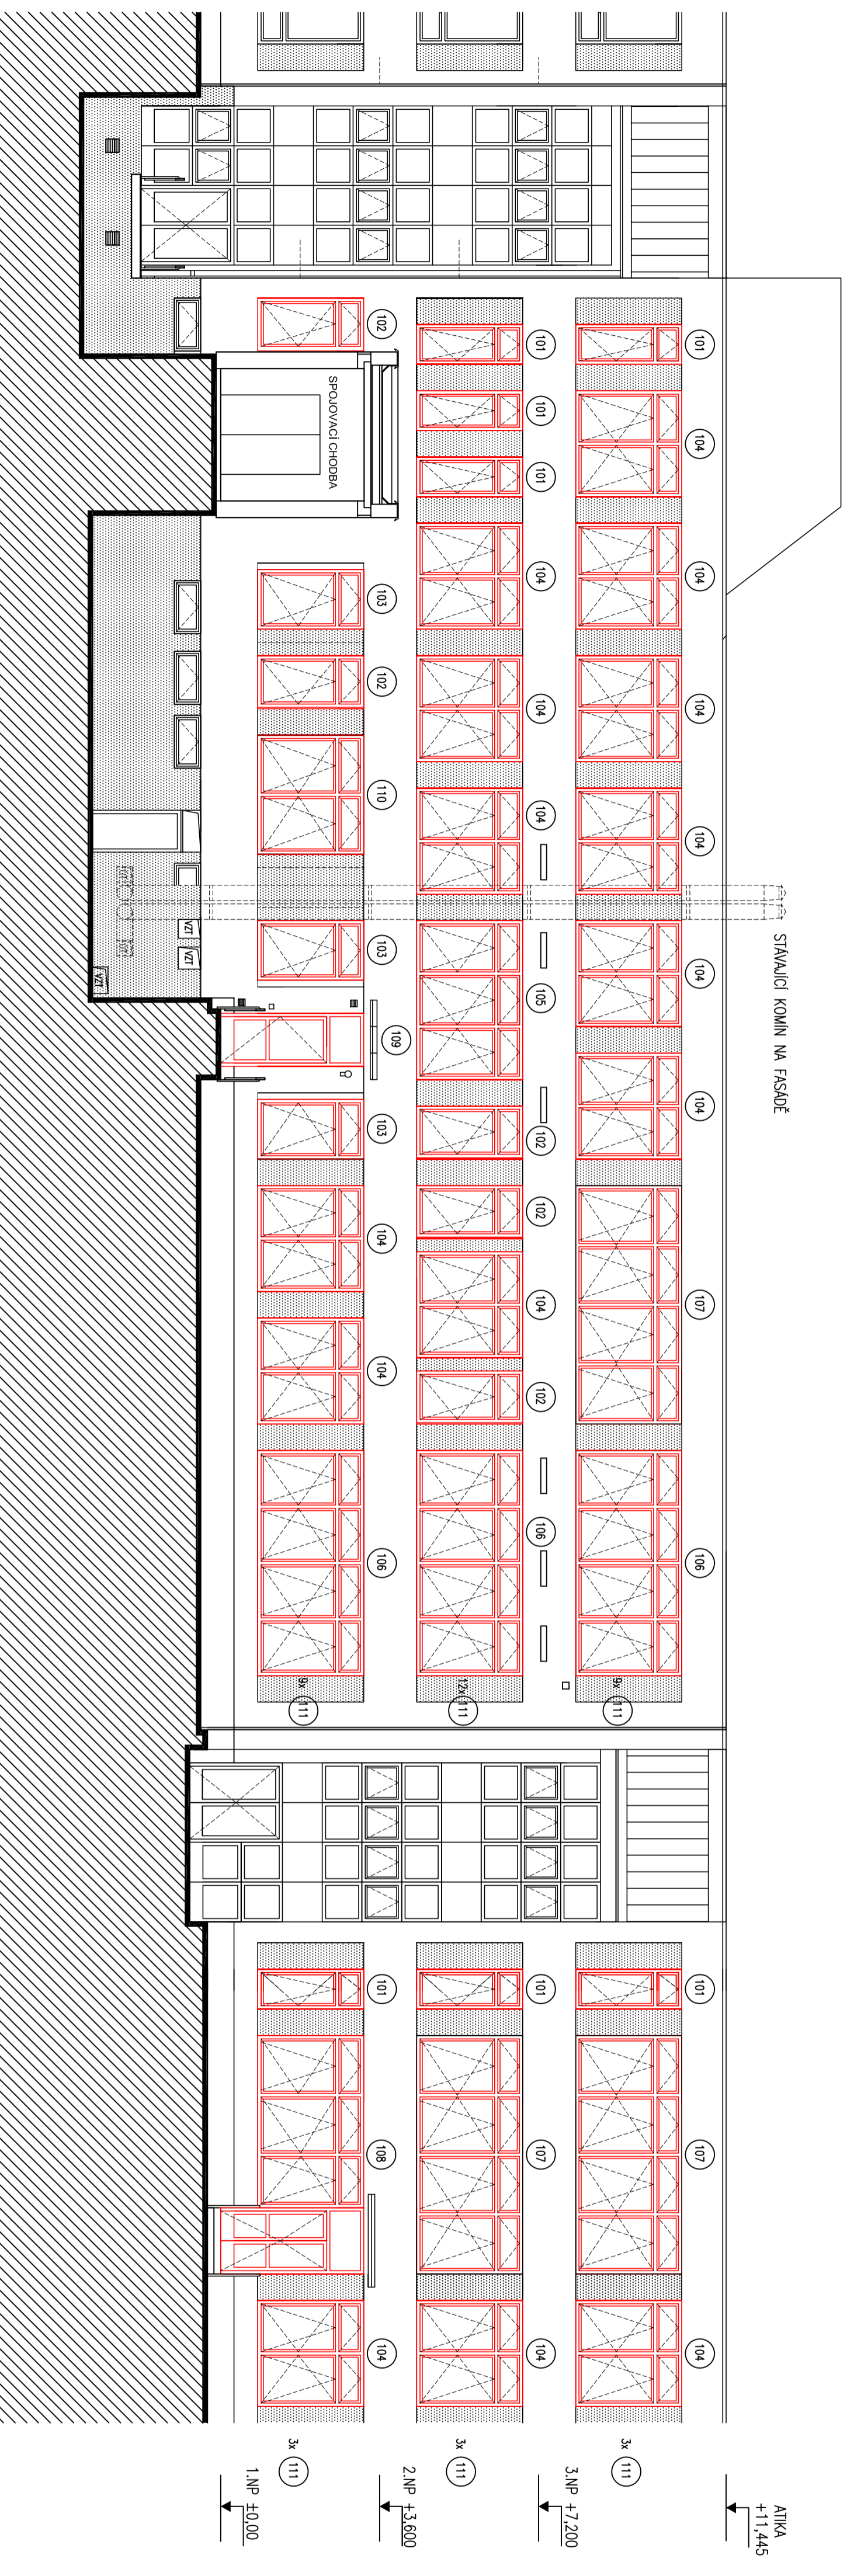 STÁVAJÍCÍ KOMÍN NA FASÁDĚ
ATIKA
+11,445
101 104 104 104 104 104 104 107 106 101 107 104
9x 111
3x 111
3.NP +7,200
101 101 101 104 104 104 105 102 102 104 102 106 101 107 104
12x 111
3x 111
2.NP +3,600
102 103 102 110 103 109 103 104 104 106 101 108 104
SPOJOVACÍ CHODBA
9x 111
3x 111
1.NP ±0,00
VZT VZT
VZT